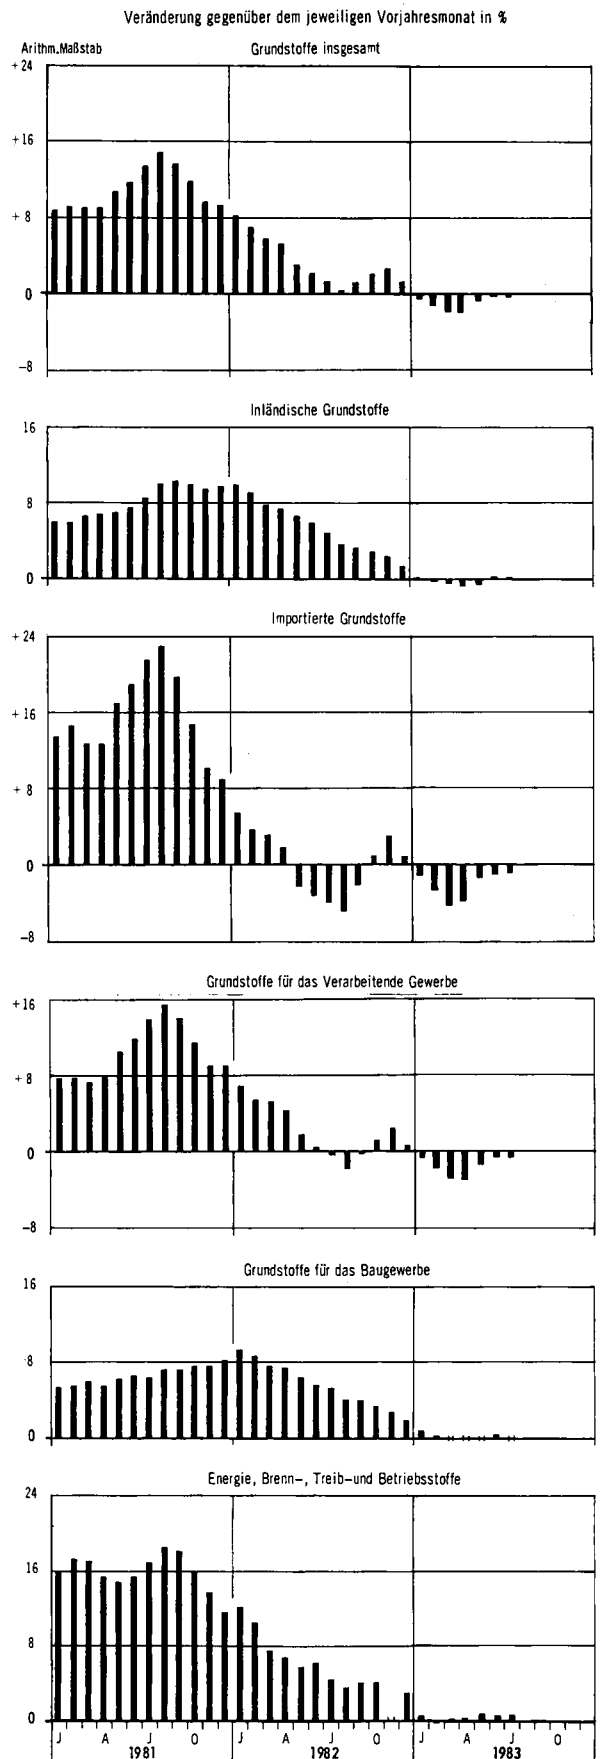 Veränderung gegenüber dem jeweiligen Vorjahresmonat in %
Arithm.Maßstab
Grundstoffe insgesamt
+ 24
+ 16
+ 8
0
−8
Inländische Grundstoffe
16
8
0
Importierte Grundstoffe
+ 24
+ 16
+ 8
0
−8
Grundstoffe für das Verarbeitende Gewerbe
+ 16
+ 8
0
−8
Grundstoffe für das Baugewerbe
16
8
0
Energie, Brenn−, Treib−und Betriebsstoffe
24
16
8
0
J A J O J A J O J A J O
1981 1982 1983